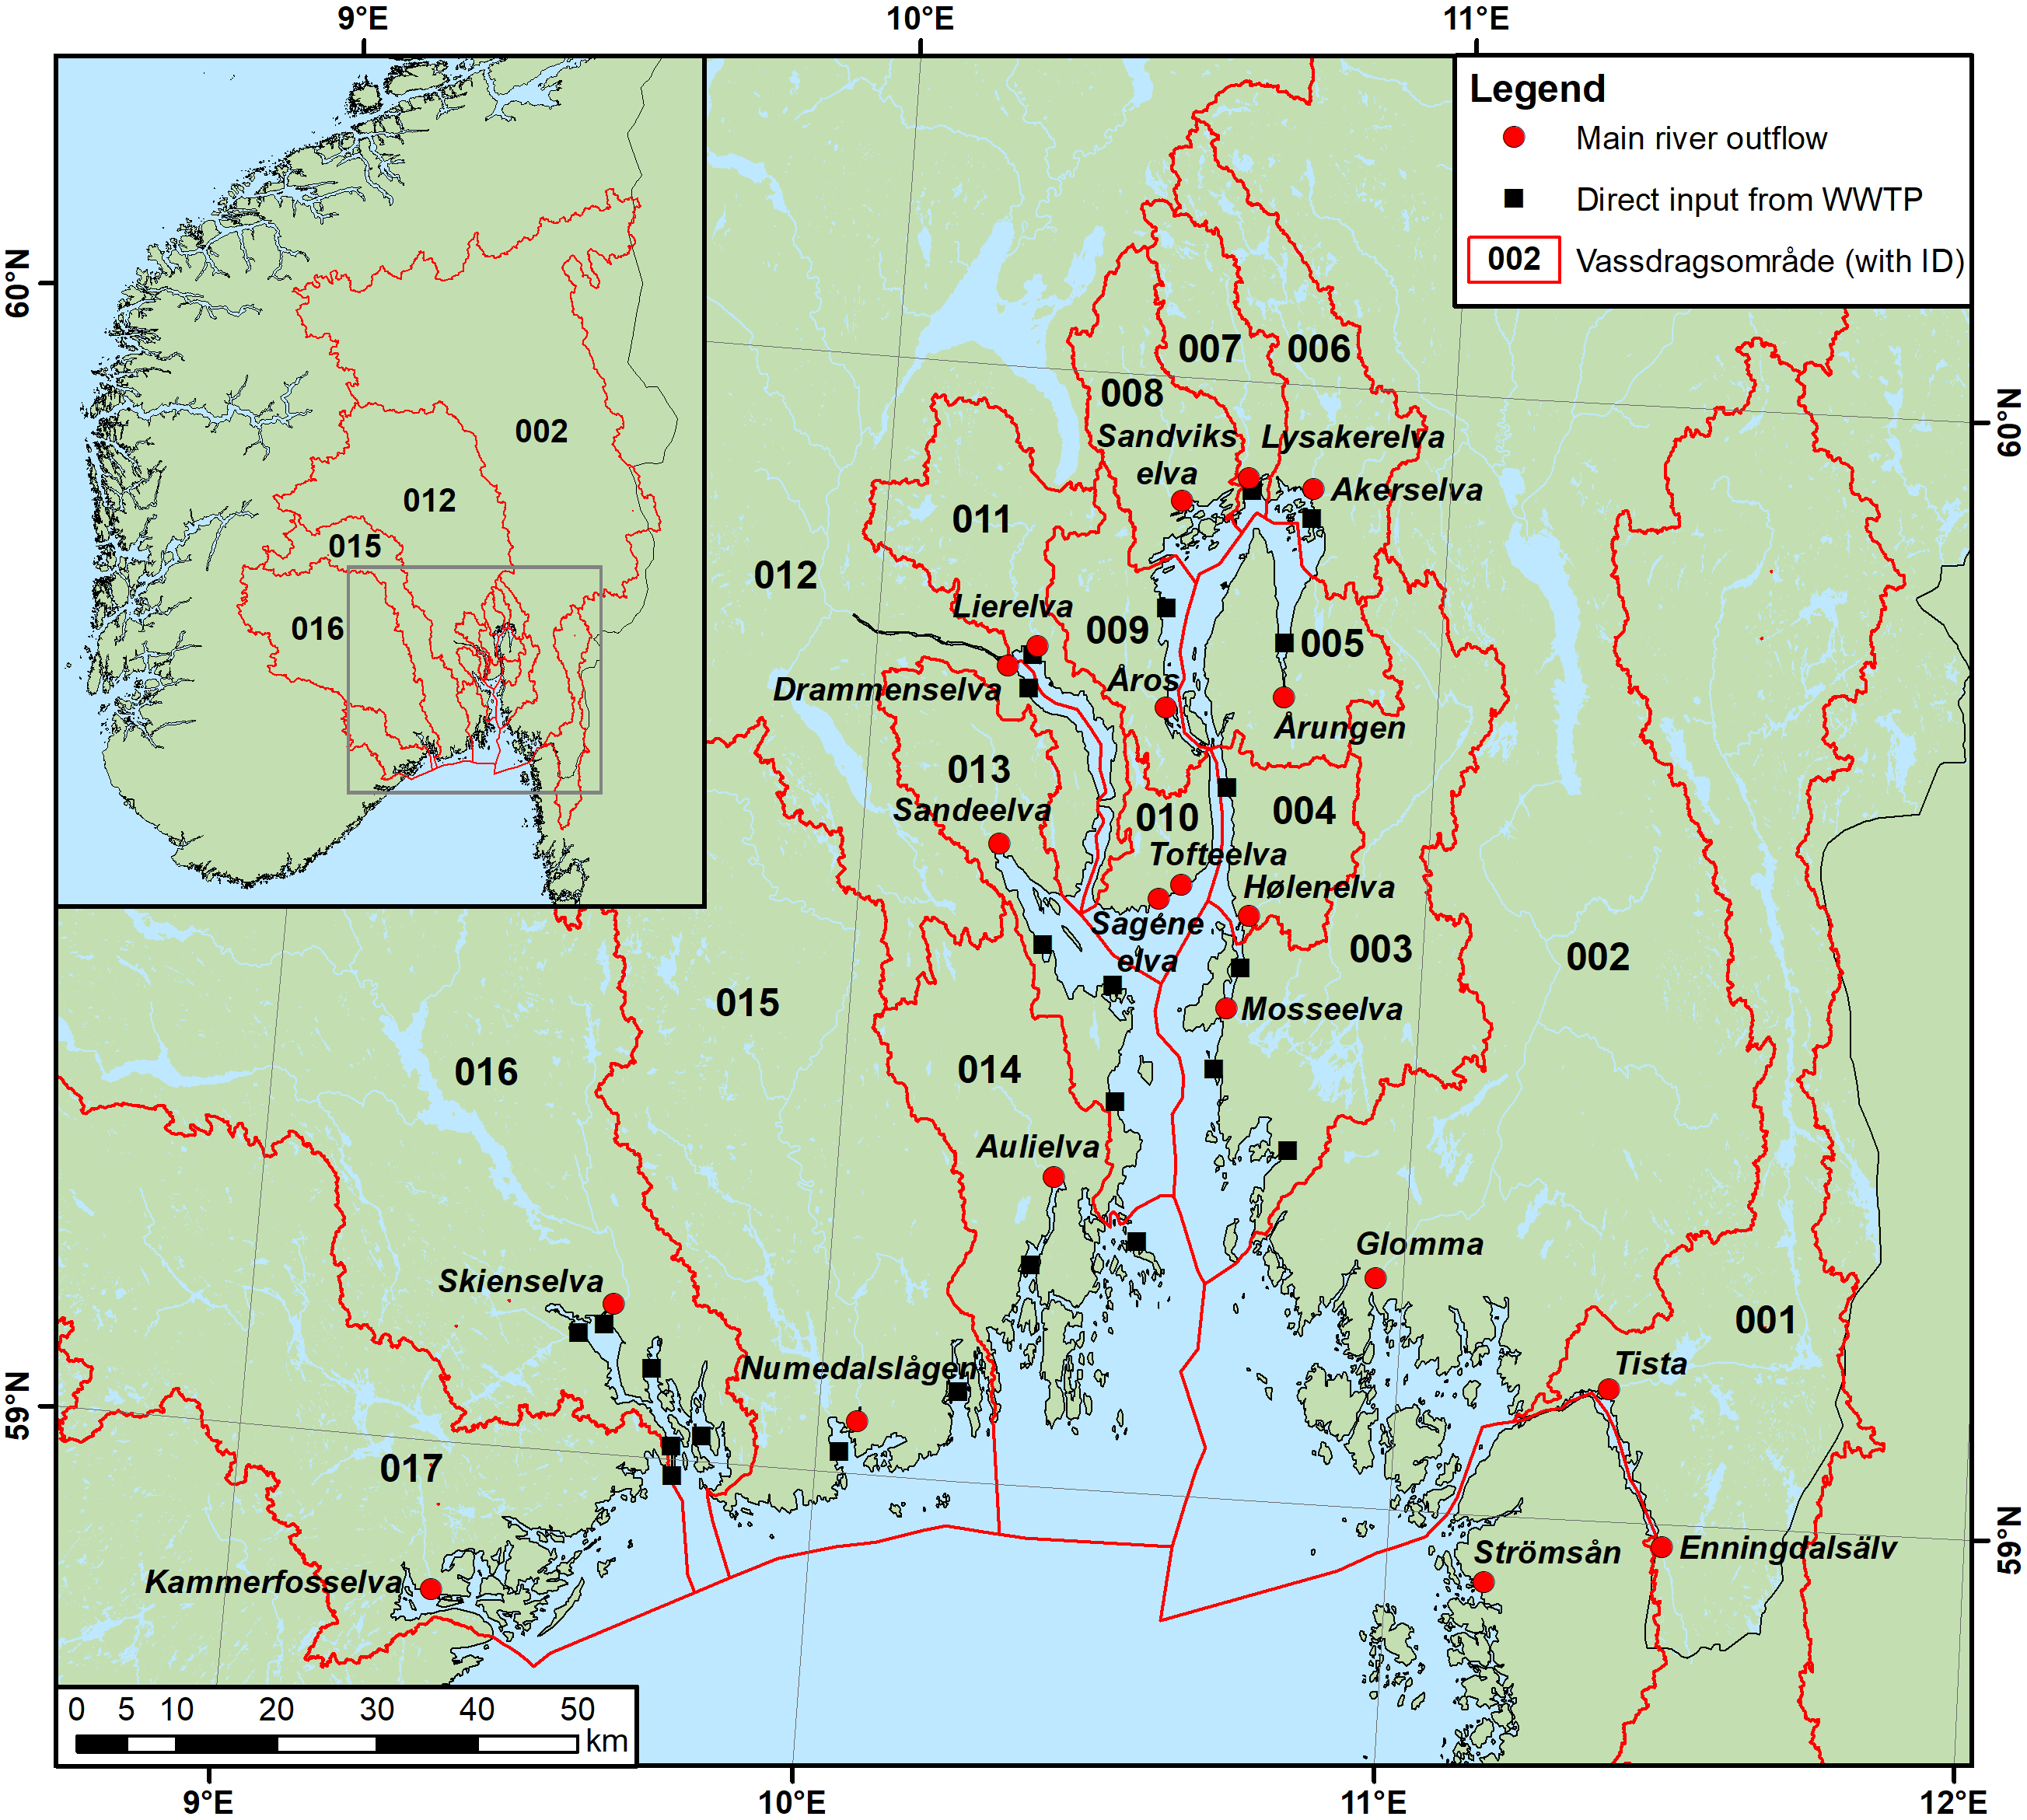 9°E
10°E
11°E
Legend
Main river outflow
Direct input from WWTP
002
Vassdragsområde (with ID)
60°N
60°N
002
012
015
016
007
006
008
Sandviks
elva
Lysakerelva
Akerselva
011
012
Lierelva
009
005
Åros
Drammenselva
Årungen
013
Sandeelva
010
004
Tofteelva
Hølenelva
Sagene
elva
003
002
015
Mosseelva
016
014
Aulielva
Glomma
Skienselva
001
Tista
Numedalslågen
59°N
017
59°N
Enningdalsälv
Strömsån
Kammerfosselva
0 5 10 20 30 40 50
km
9°E
10°E
11°E
12°E